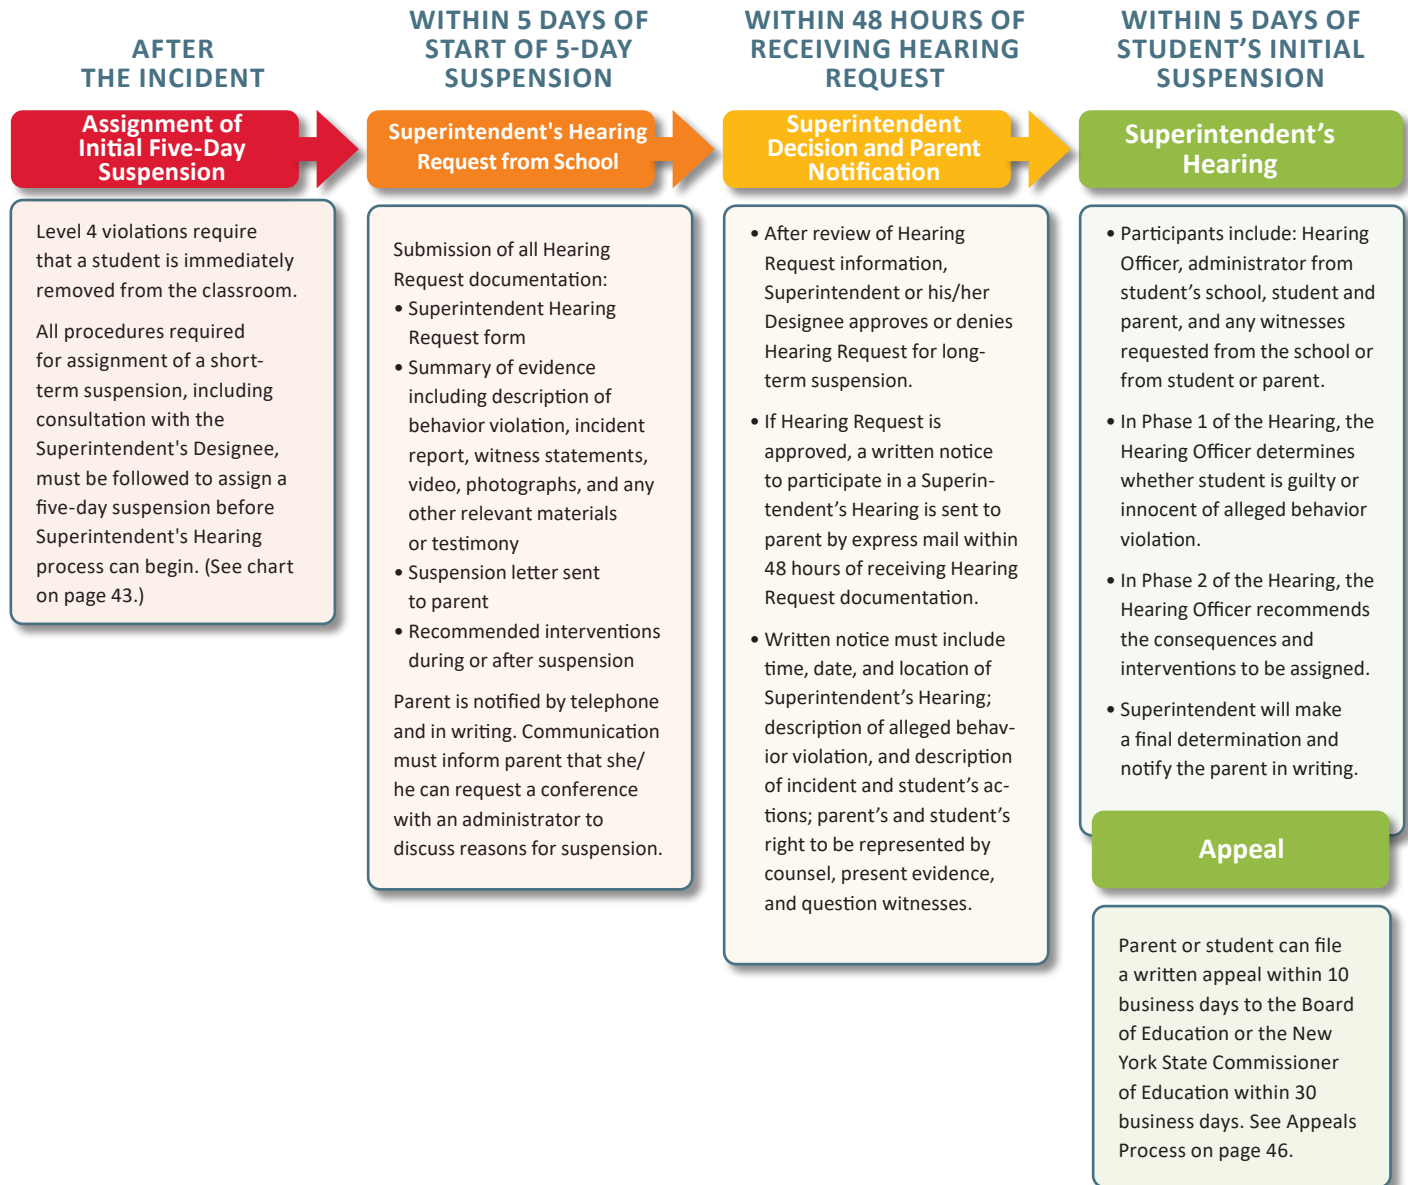 AFTER
THE INCIDENT
Assignment of
Initial Five-Day
Suspension
Level 4 violations require
that a student is immediately
removed from the classroom.
All procedures required
for assignment of a short-
term suspension, including
consultation with the
Superintendent's Designee,
must be followed to assign a
five-day suspension before
Superintendent's Hearing
process can begin. (See chart
on page 43.)
WITHIN 5 DAYS OF
START OF 5-DAY
SUSPENSION
Superintendent's Hearing
Request from School
Submission of all Hearing
Request documentation:
• Superintendent Hearing
Request form
• Summary of evidence
including description of
behavior violation, incident
report, witness statements,
video, photographs, and any
other relevant materials
or testimony
• Suspension letter sent
to parent
• Recommended interventions
during or after suspension
Parent is notified by telephone
and in writing. Communication
must inform parent that she/
he can request a conference
with an administrator to
discuss reasons for suspension.
WITHIN 48 HOURS OF
RECEIVING HEARING
REQUEST
Superintendent
Decision and Parent
Notification
• After review of Hearing
Request information,
Superintendent or his/her
Designee approves or denies
Hearing Request for long-
term suspension.
• If Hearing Request is
approved, a written notice
to participate in a Superin-
tendent’s Hearing is sent to
parent by express mail within
48 hours of receiving Hearing
Request documentation.
• Written notice must include
time, date, and location of
Superintendent’s Hearing;
description of alleged behav-
ior violation, and description
of incident and student’s ac-
tions; parent’s and student’s
right to be represented by
counsel, present evidence,
and question witnesses.
WITHIN 5 DAYS OF
STUDENT’S INITIAL
SUSPENSION
Superintendent’s
Hearing
• Participants include: Hearing
Officer, administrator from
student’s school, student and
parent, and any witnesses
requested from the school or
from student or parent.
• In Phase 1 of the Hearing, the
Hearing Officer determines
whether student is guilty or
innocent of alleged behavior
violation.
• In Phase 2 of the Hearing, the
Hearing Officer recommends
the consequences and
interventions to be assigned.
• Superintendent will make
a final determination and
notify the parent in writing.
Appeal
Parent or student can file
a written appeal within 10
business days to the Board
of Education or the New
York State Commissioner
of Education within 30
business days. See Appeals
Process on page 46.